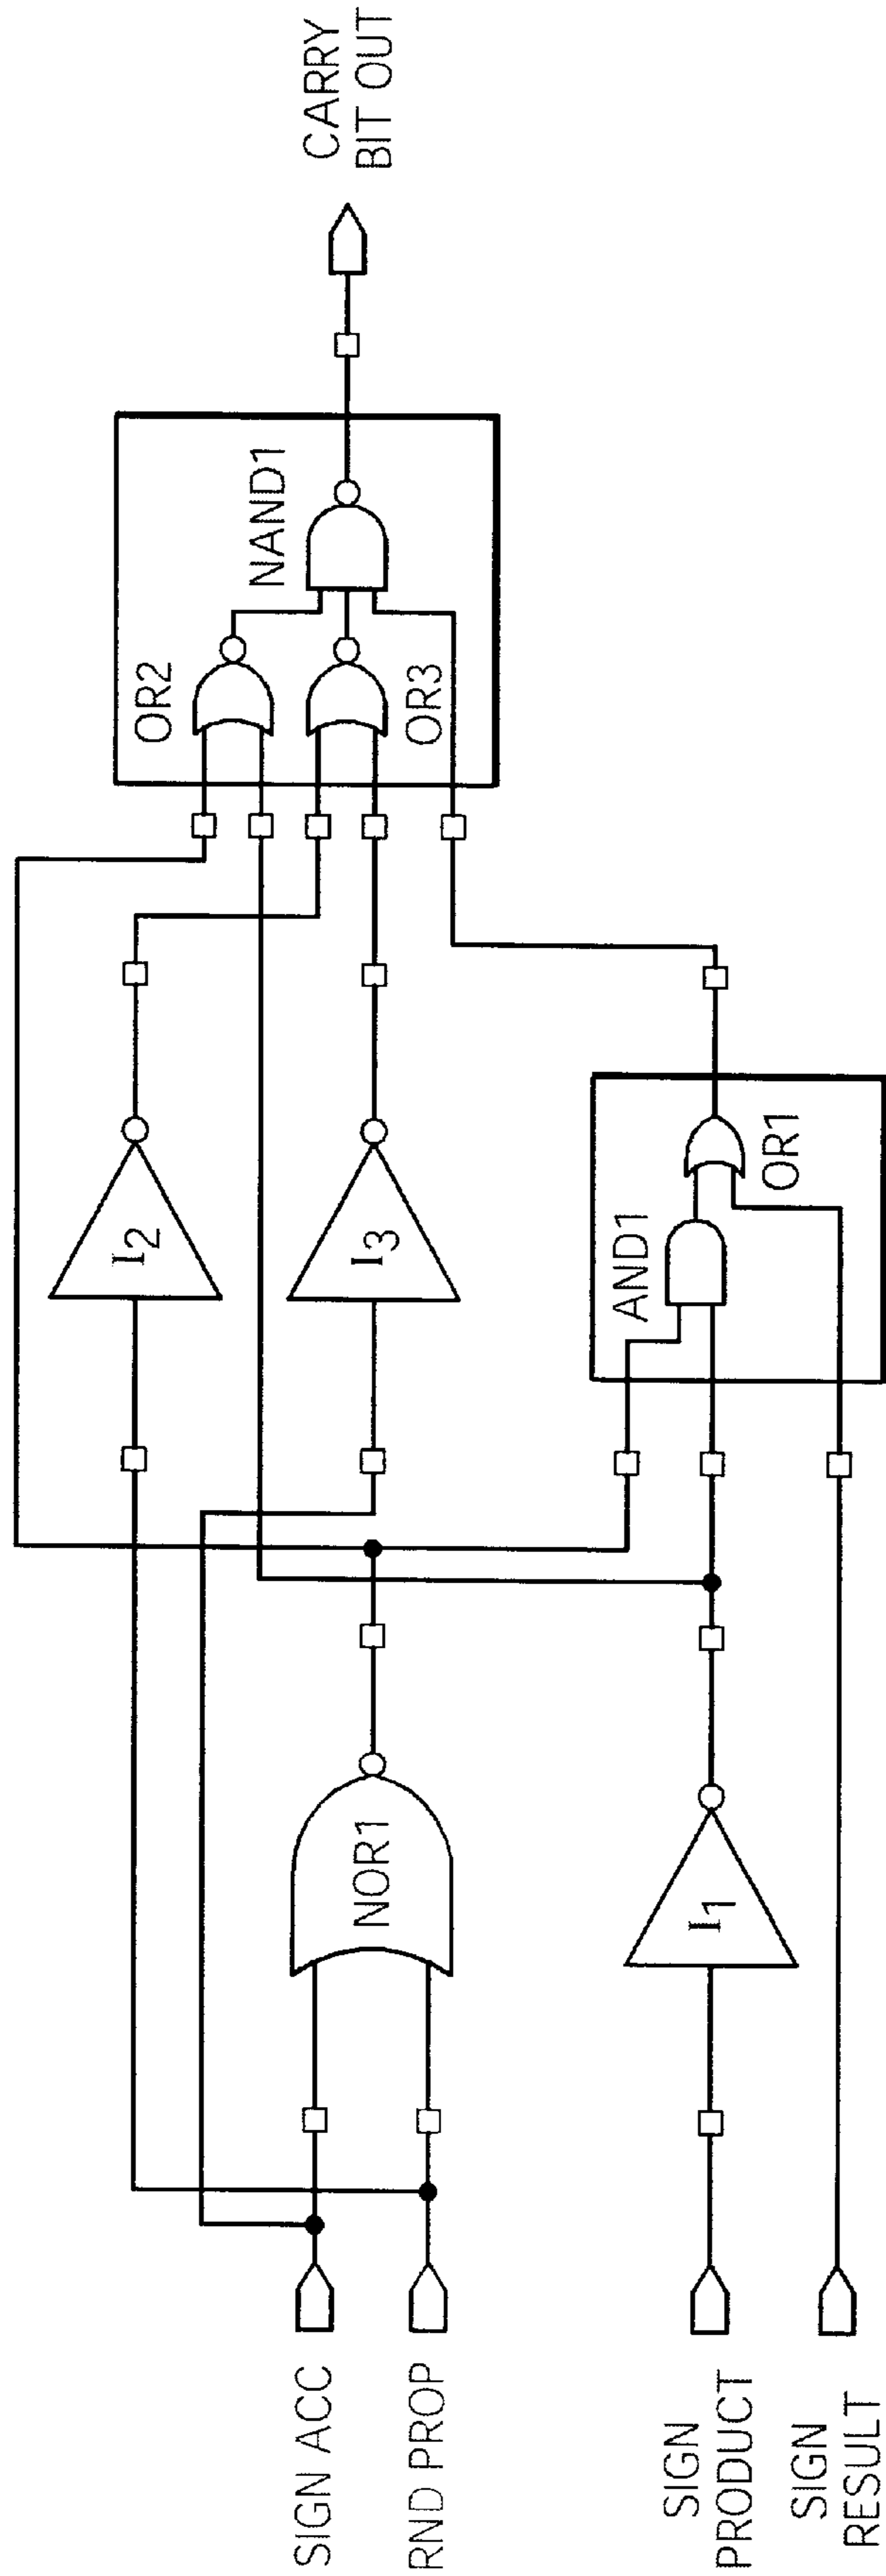 SIGN ACC
RND PROP
SIGN
PRODUCT
SIGN
RESULT
NOR1
I1
I2
I3
AND1
OR1
OR2
OR3
NAND1
CARRY
BIT OUT